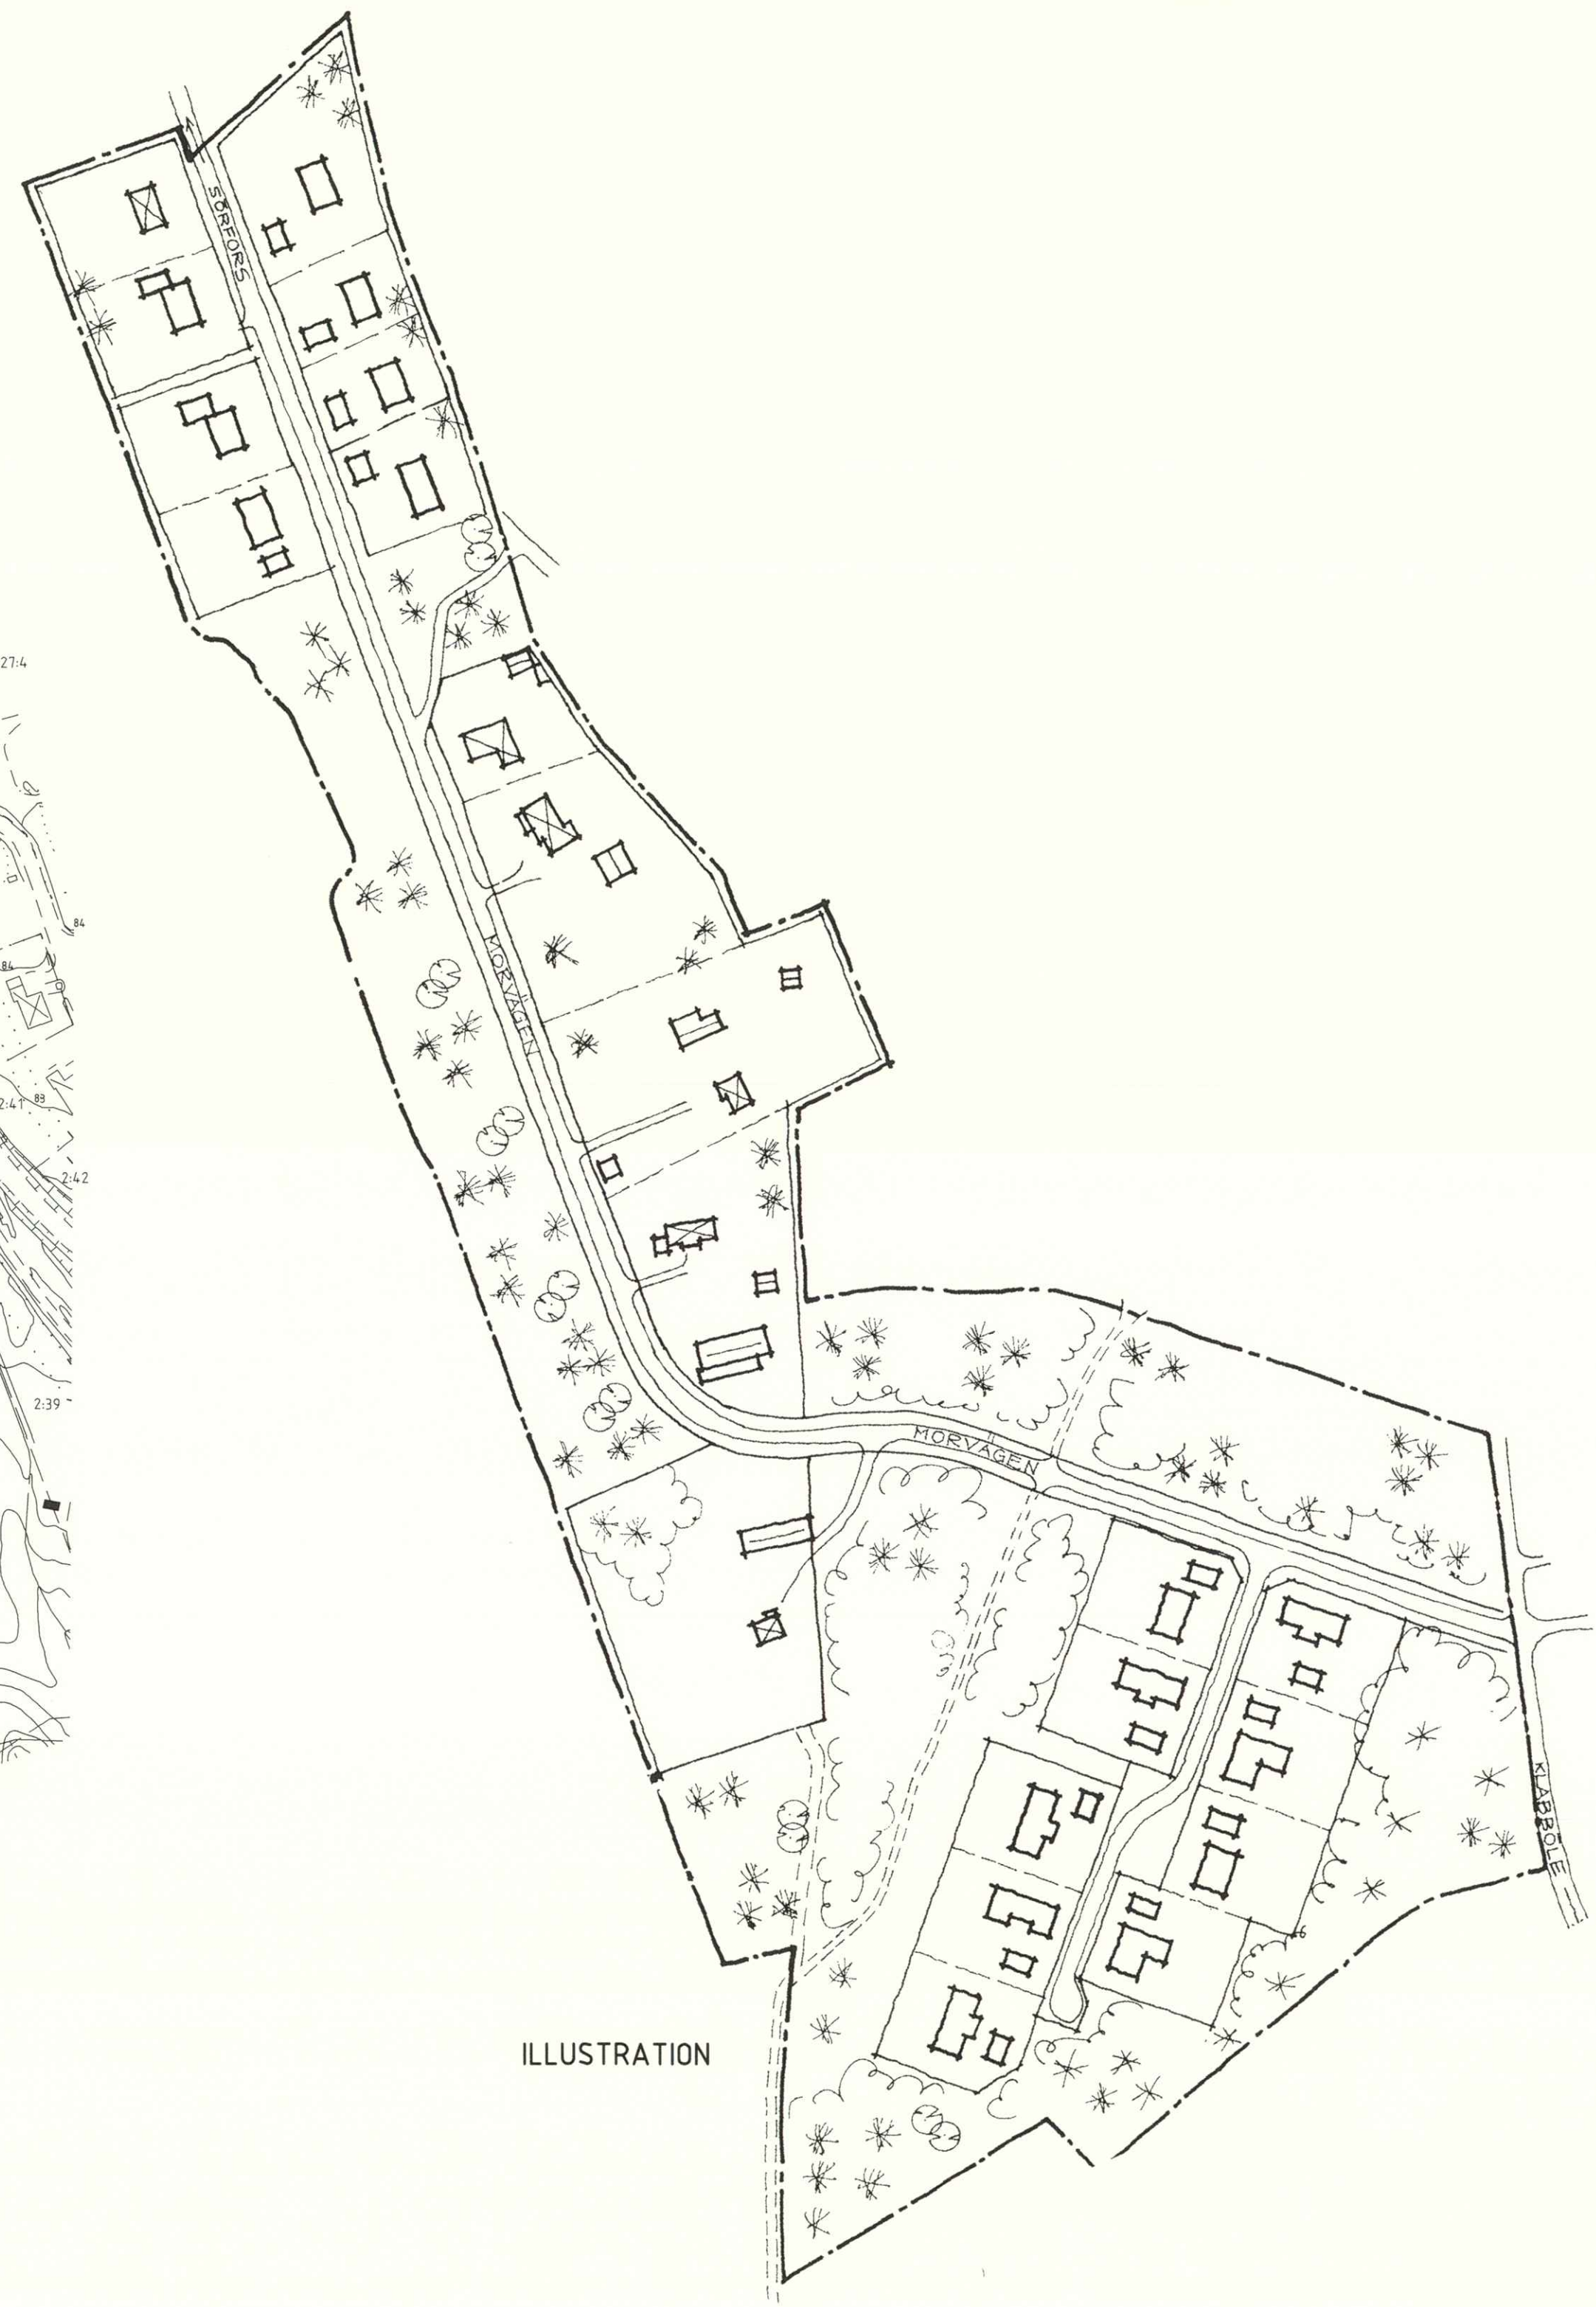 SÖRFORS
27:4
84
MORVÄGEN
84
2:41
83
2:42
2:39
MORVÄGEN
KLABBÖLE
ILLUSTRATION